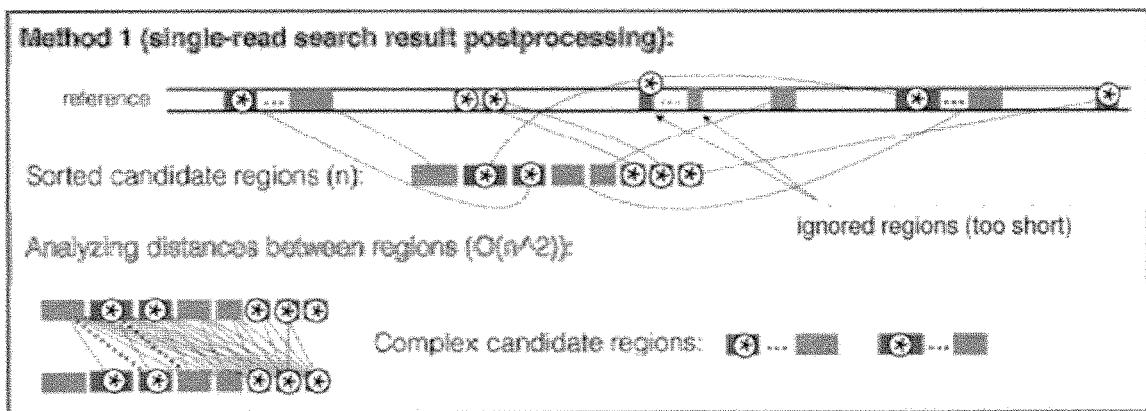 Method 1 (single-read search result postprocessing):
reference
Sorted candidate regions (n):
ignored regions (too short)
Analyzing distances between regions (O(n^2)):
Complex candidate regions: